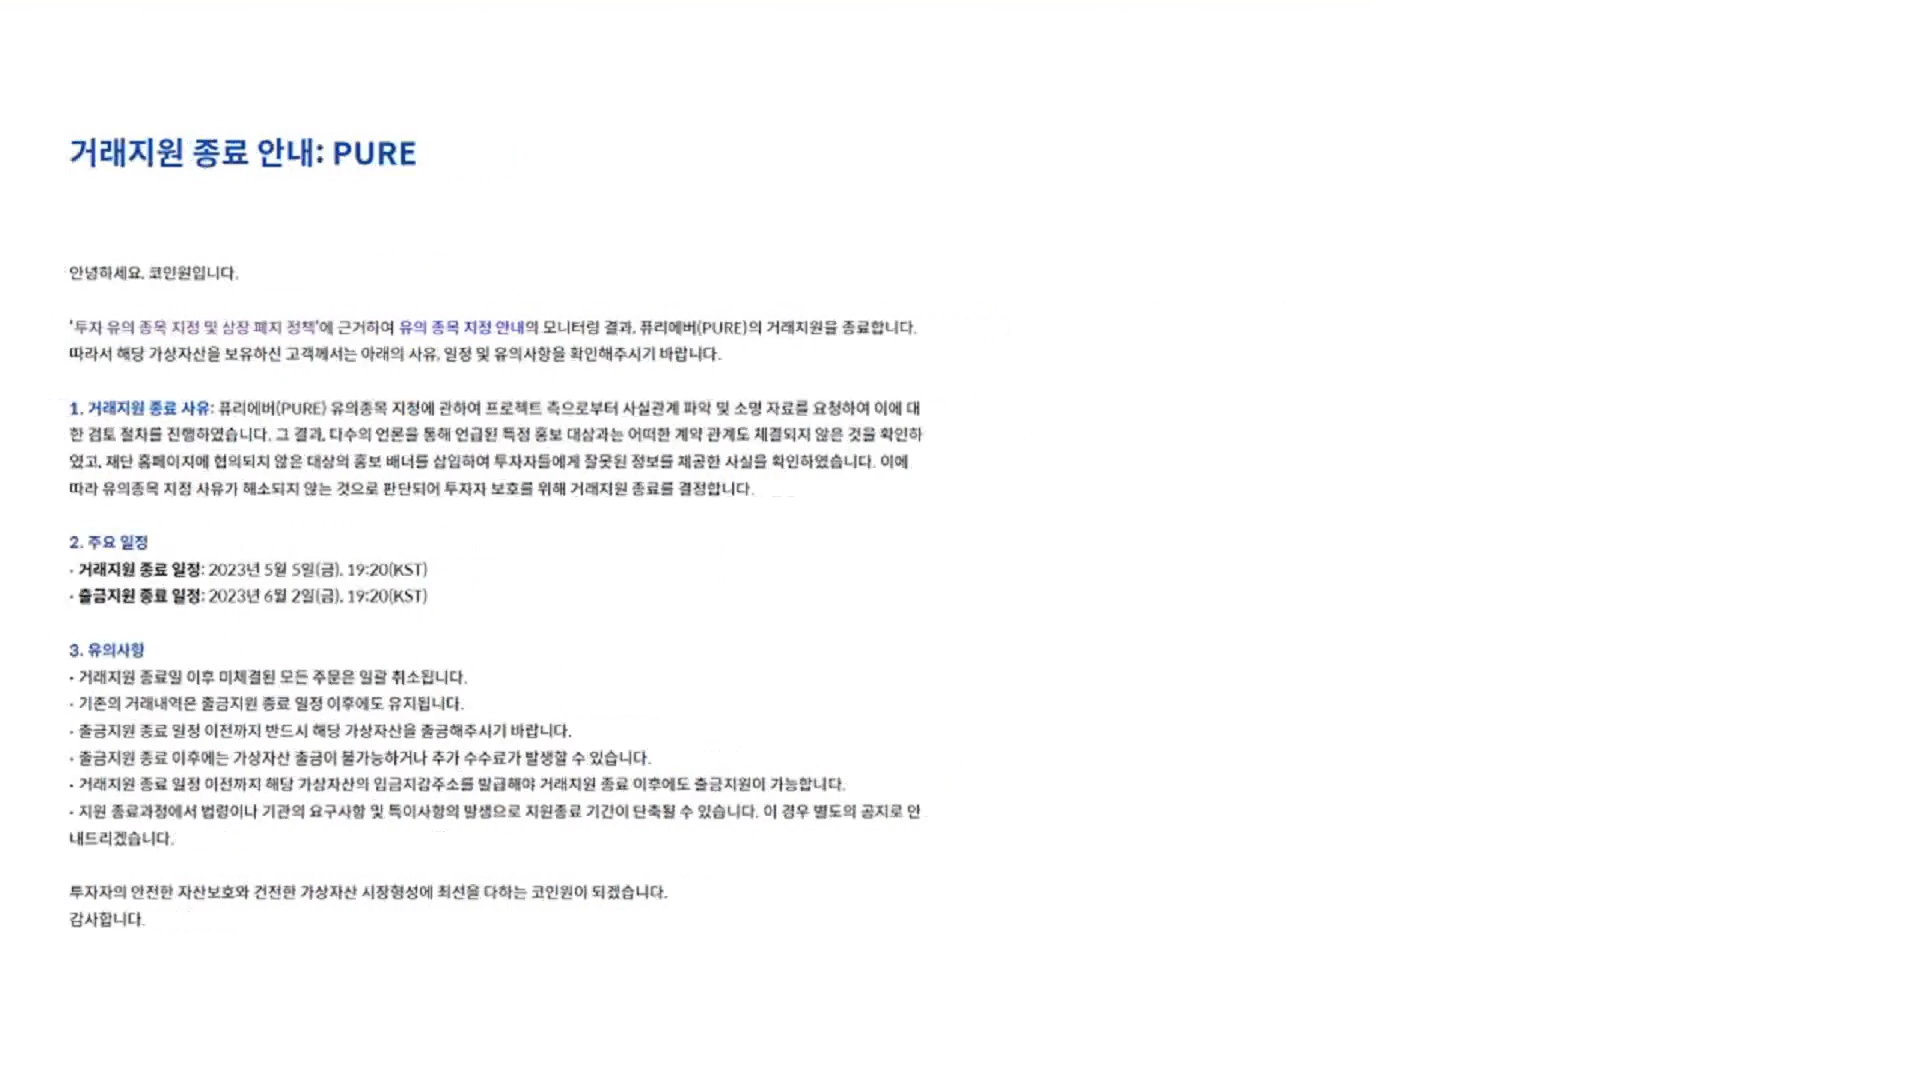 거래지원 종료 안내: PURE
안녕하세요, 코인원입니다.
'투자 유의 종목 지정 및 상장 폐지 정책'에 근거하여 유의 종목 지정 안내의 모니터링 결과, 퓨리에버(PURE)의 거래지원을 종료합니다.
따라서 해당 가상자산을 보유하신 고객께서는 아래의 사유, 일정 및 유의사항을 확인해주시기 바랍니다.
1. 거래지원 종료 사유: 퓨리에버(PURE) 유의종목 지정에 관하여 프로젝트 측으로부터 사실관계 파악 및 소명 자료를 요청하여 이에 대
한 검토 절차를 진행하였습니다. 그 결과, 다수의 언론을 통해 언급된 특정 홍보 대상과는 어떠한 계약 관계도 체결되지 않은 것을 확인하
였고, 재단 홈페이지에 협의되지 않은 대상의 홍보 배너를 삽입하여 투자자들에게 잘못된 정보를 제공한 사실을 확인하였습니다. 이에
따라 유의종목 지정 사유가 해소되지 않는 것으로 판단되어 투자자 보호를 위해 거래지원 종료를 결정합니다.
2. 주요 일정
· 거래지원 종료 일정: 2023년 5월 5일(금), 19:20(KST)
· 출금지원 종료 일정: 2023년 6월 2일(금), 19:20(KST)
3. 유의사항
· 거래지원 종료일 이후 미체결된 모든 주문은 일괄 취소됩니다.
· 기존의 거래내역은 출금지원 종료 일정 이후에도 유지됩니다.
· 출금지원 종료 일정 이전까지 반드시 해당 가상자산을 출금해주시기 바랍니다.
· 출금지원 종료 이후에는 가상자산 출금이 불가능하거나 추가 수수료가 발생할 수 있습니다.
· 거래지원 종료 일정 이전까지 해당 가상자산의 입금지갑주소를 발급해야 거래지원 종료 이후에도 출금지원이 가능합니다.
· 지원 종료과정에서 법령이나 기관의 요구사항 및 특이사항의 발생으로 지원종료 기간이 단축될 수 있습니다. 이 경우 별도의 공지로 안
내드리겠습니다.
투자자의 안전한 자산보호와 건전한 가상자산 시장형성에 최선을 다하는 코인원이 되겠습니다.
감사합니다.